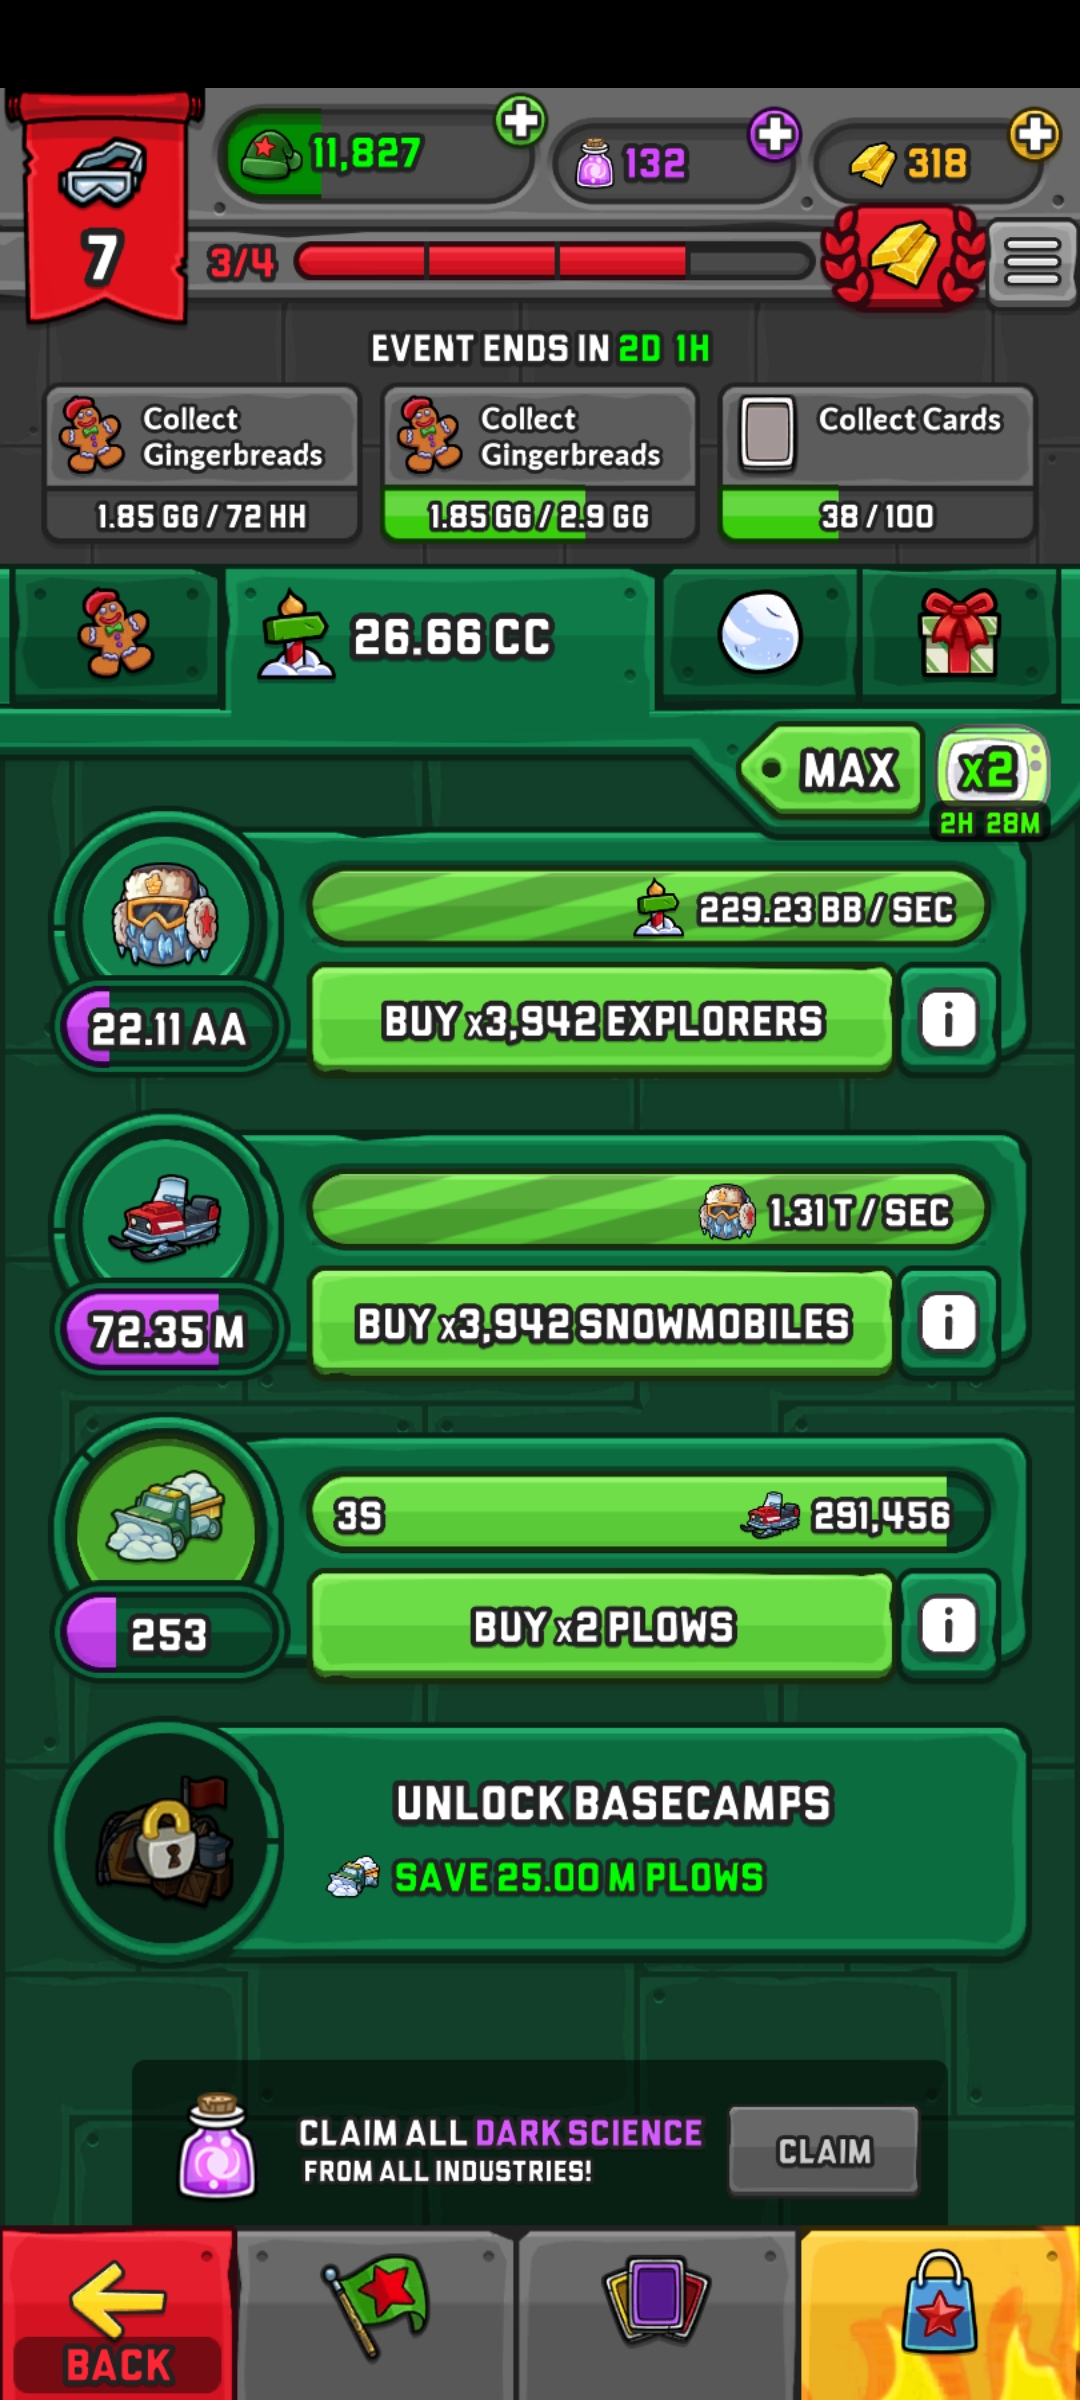 11,827
132
318
7
3/4
EVENT ENDS IN 2D 1H
Collect
Gingerbreads
1.85 GG / 72 HH
Collect
Gingerbreads
1.85 GG / 2.9 GG
Collect Cards
38 / 100
26.66 CC
MAX
x2
2H 28M
229.23 BB / SEC
22.11 AA
BUY x3,942 EXPLORERS
i
1.31 T / SEC
72.35 M
BUY x3,942 SNOWMOBILES
i
3S
291,456
253
BUY x2 PLOWS
i
UNLOCK BASECAMPS
SAVE 25.00 M PLOWS
CLAIM ALL DARK SCIENCE
FROM ALL INDUSTRIES!
CLAIM
BACK